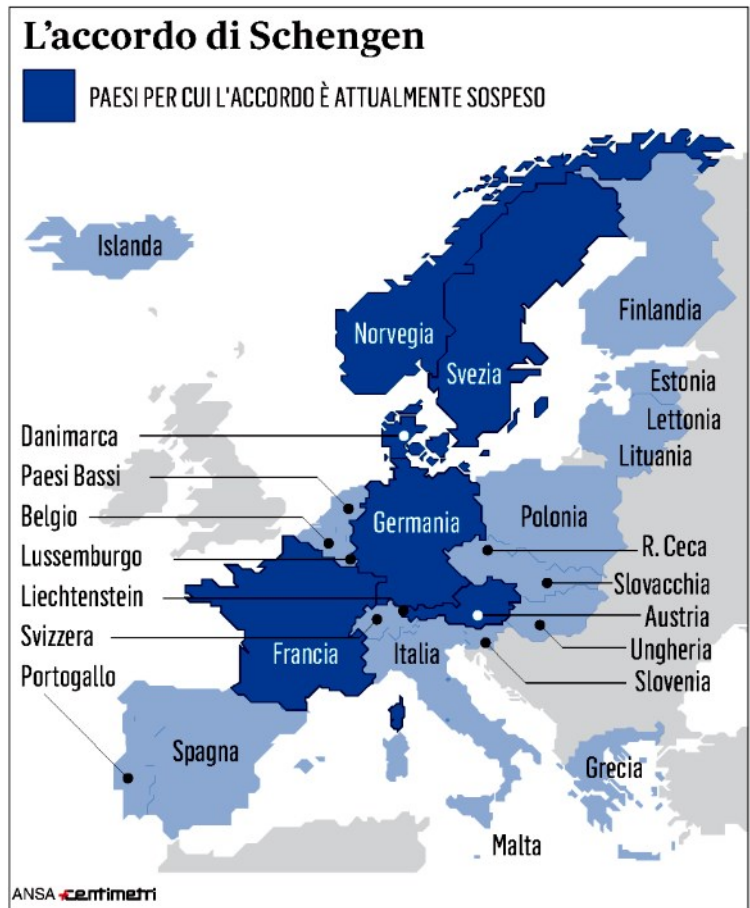 L'accordo di Schengen
PAESI PER CUI L'ACCORDO È ATTUALMENTE SOSPESO
Islanda
Norvegia
Svezia
Finlandia
Estonia
Lettonia
Lituania
Danimarca
Paesi Bassi
Belgio
Lussemburgo
Liechtenstein
Svizzera
Portogallo
Germania
Polonia
R. Ceca
Slovacchia
Austria
Ungheria
Slovenia
Francia
Italia
Spagna
Grecia
Malta
ANSA centimetri